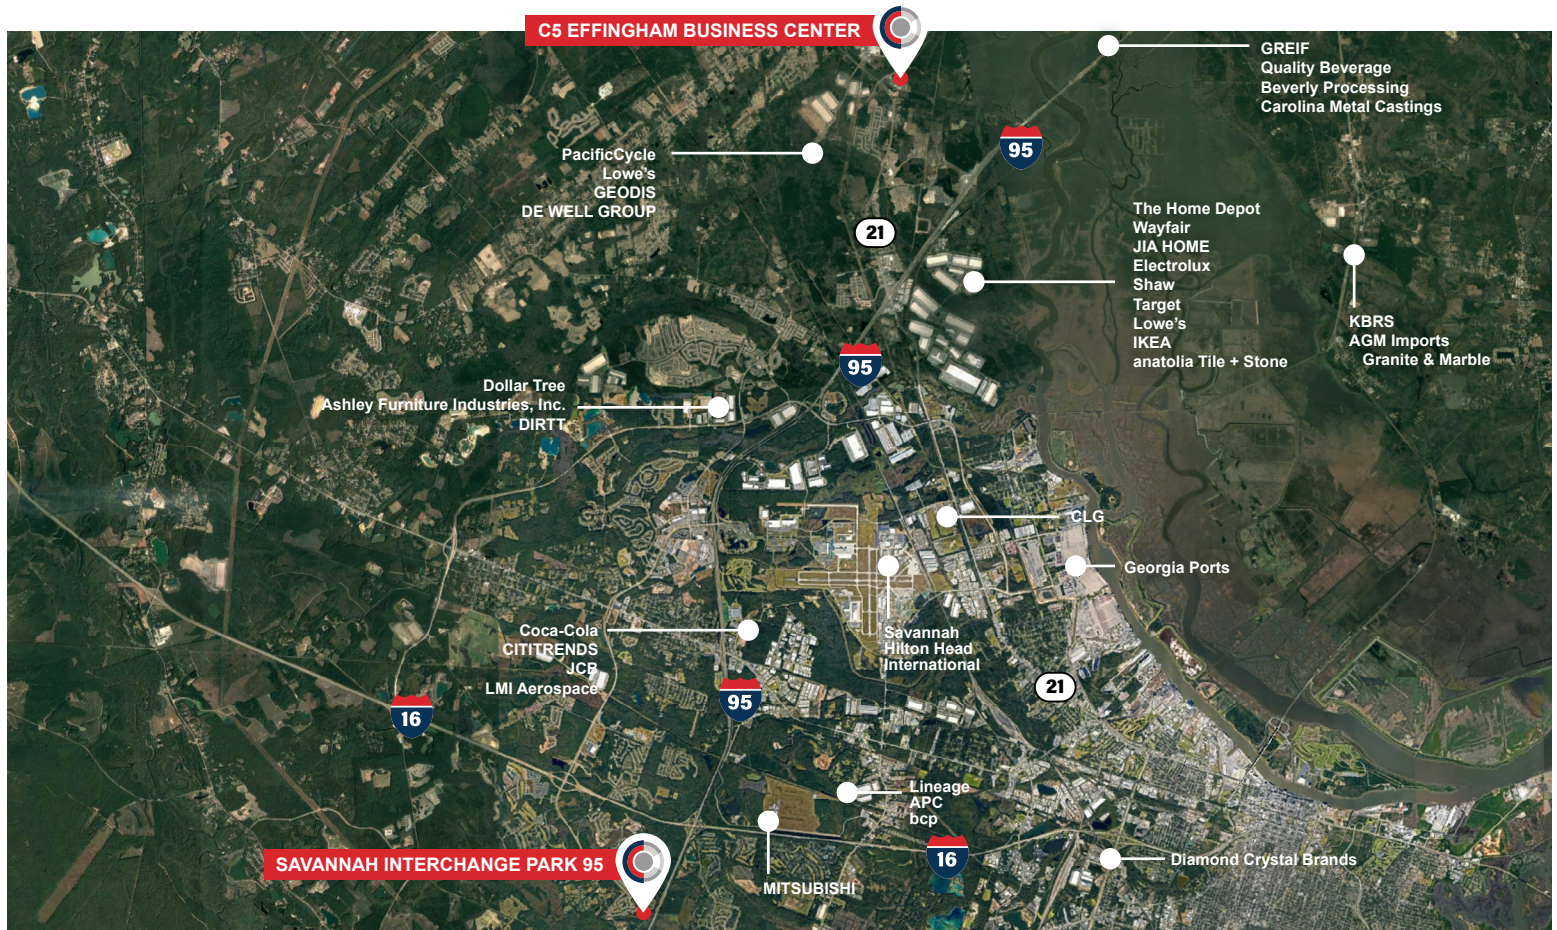 C5 EFFINGHAM BUSINESS CENTER
GREIF
Quality Beverage
Beverly Processing
Carolina Metal Castings
95
PacificCycle
Lowe's
GEODIS
DE WELL GROUP
21
The Home Depot
Wayfair
JIA HOME
Electrolux
Shaw
Target
Lowe's
IKEA
anatolia Tile + Stone
KBRS
AGM Imports
Granite & Marble
95
Dollar Tree
Ashley Furniture Industries, Inc.
DIRTT
CLG
Georgia Ports
Savannah
Hilton Head
International
Coca-Cola
CITITRENDS
JCB
LMI Aerospace
95
21
16
Lineage
APC
bcp
SAVANNAH INTERCHANGE PARK 95
MITSUBISHI
16
Diamond Crystal Brands